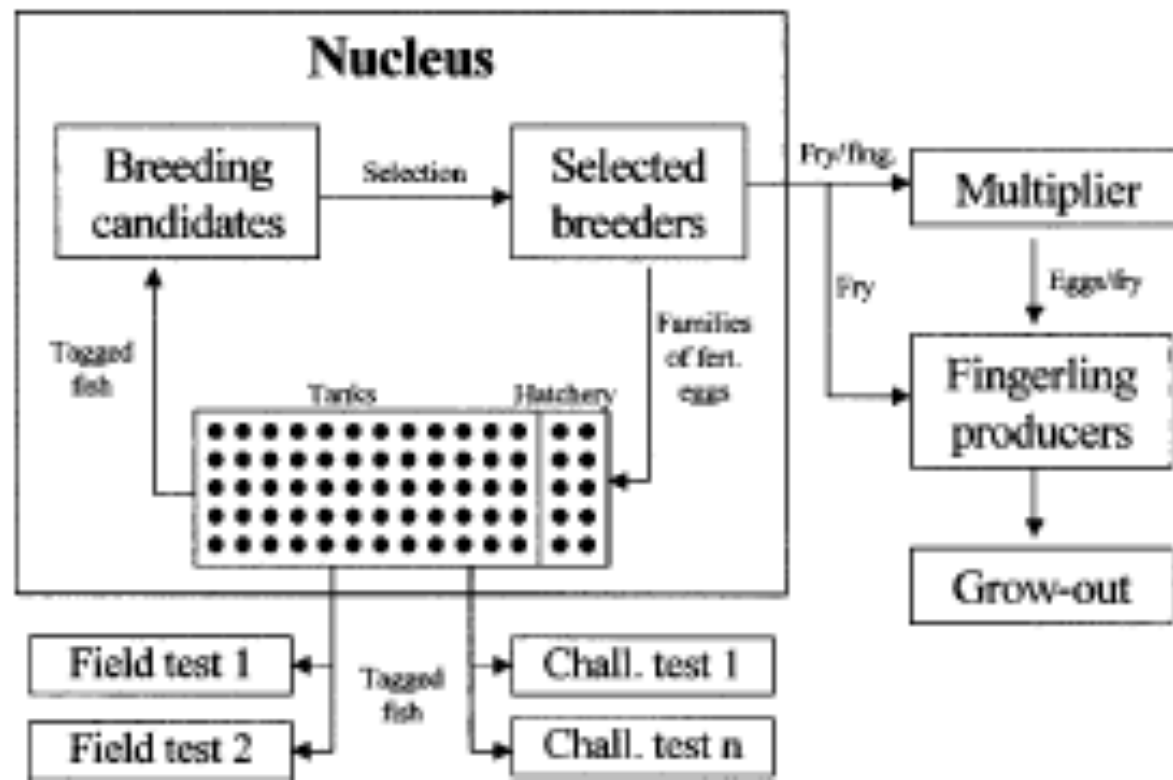 Nucleus
Breeding
candidates
Selection
Selected
breeders
Fry/fing.
Multiplier
Eggs/fry
Fry
Tagged
fish
Families
of fert.
eggs
Tanks
Hatchery
Fingerling
producers
Grow-out
Field test 1
Field test 2
Tagged
fish
Chall. test 1
Chall. test n